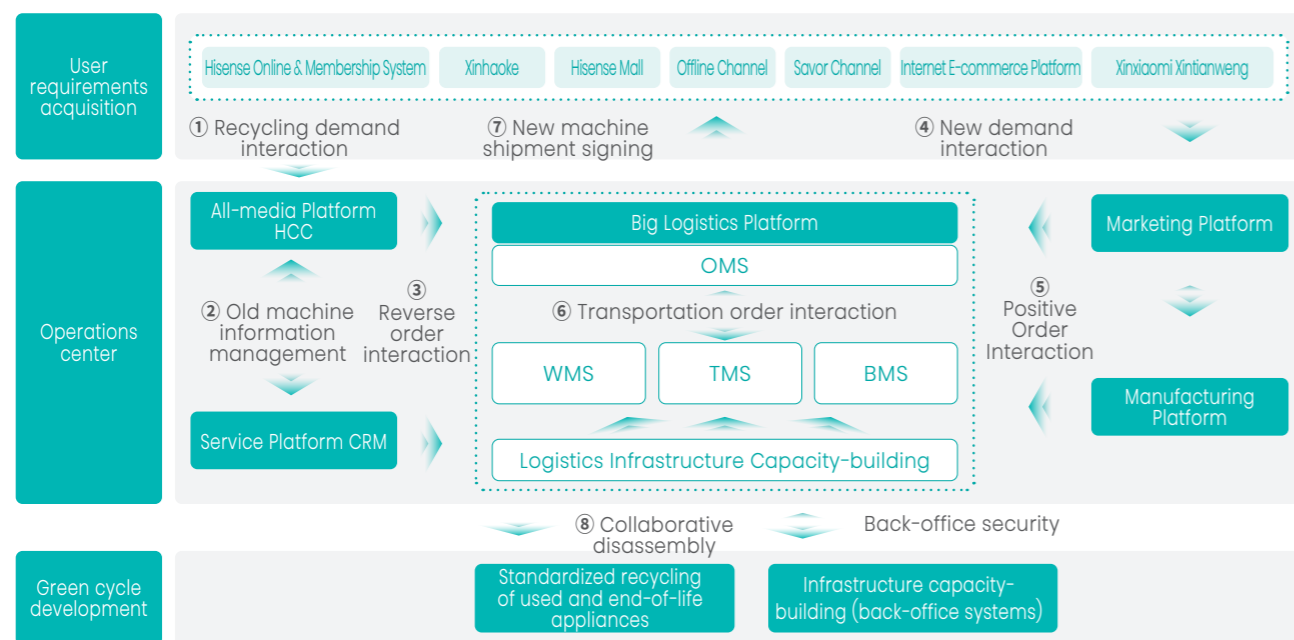 User
requirements
acquisition
Hisense Online & Membership System
Xinhaoke
Hisense Mall
Offline Channel
Savor Channel
Internet E-commerce Platform
Xinxiaomi Xintianweng
① Recycling demand
interaction
⑦ New machine
shipment signing
④ New demand
interaction
Operations
center
All-media Platform
HCC
② Old machine
information
management
Service Platform CRM
③
Reverse
order
interaction
Big Logistics Platform
OMS
⑥ Transportation order interaction
WMS
TMS
BMS
Logistics Infrastructure Capacity-building
⑤
Positive
Order
Interaction
Marketing Platform
Manufacturing
Platform
⑧ Collaborative
disassembly
Back-office security
Green cycle
development
Standardized recycling
of used and end-of-life
appliances
Infrastructure capacity-
building (back-office systems)